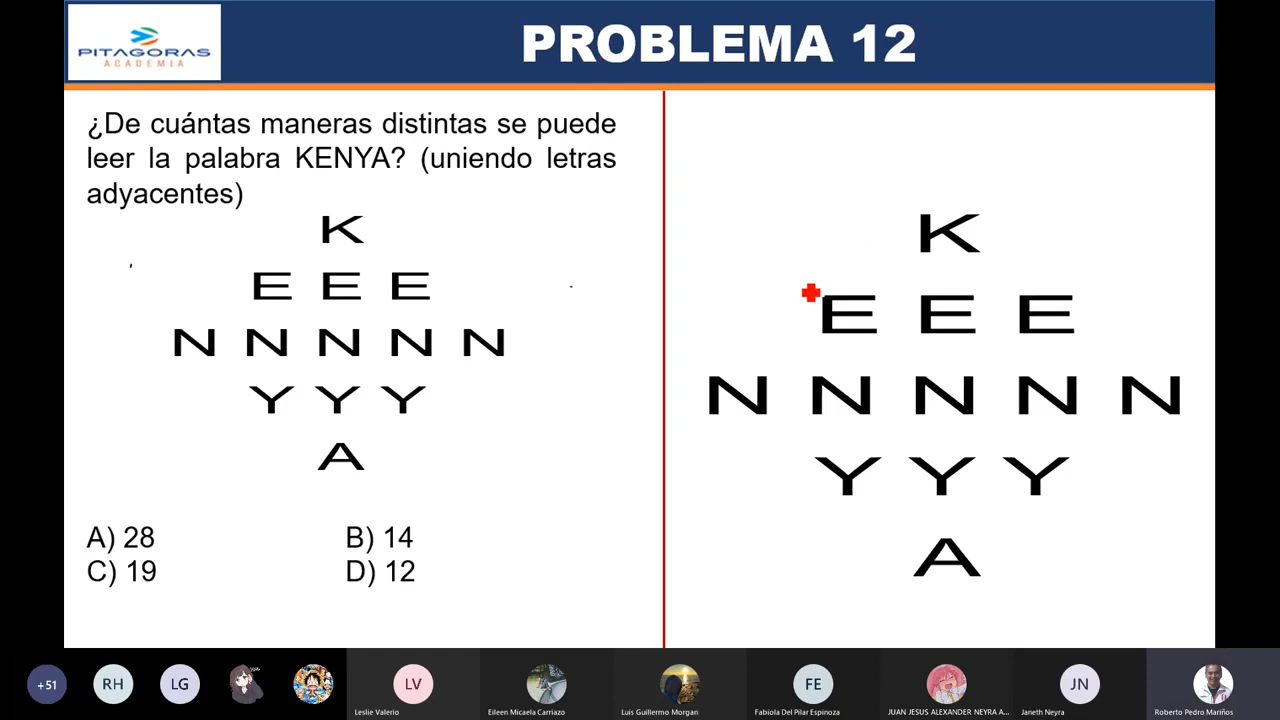 PITAGORAS
ACADEMIA
PROBLEMA 12
¿De cuántas maneras distintas se puede
leer la palabra KENYA? (uniendo letras
adyacentes)
K
E E E
N N N N N
Y Y Y
A
A) 28 B) 14
C) 19 D) 12
K
E E E
N N N N N
Y Y Y
A
+51 RH LG LV FE JN
Leslie Valerio Eileen Micaela Carriazo Luis Guillermo Morgan Fabiola Del Pilar Espinoza JUAN JESUS ALEXANDER NEYRA A... Janeth Neyra Roberto Pedro Mariños